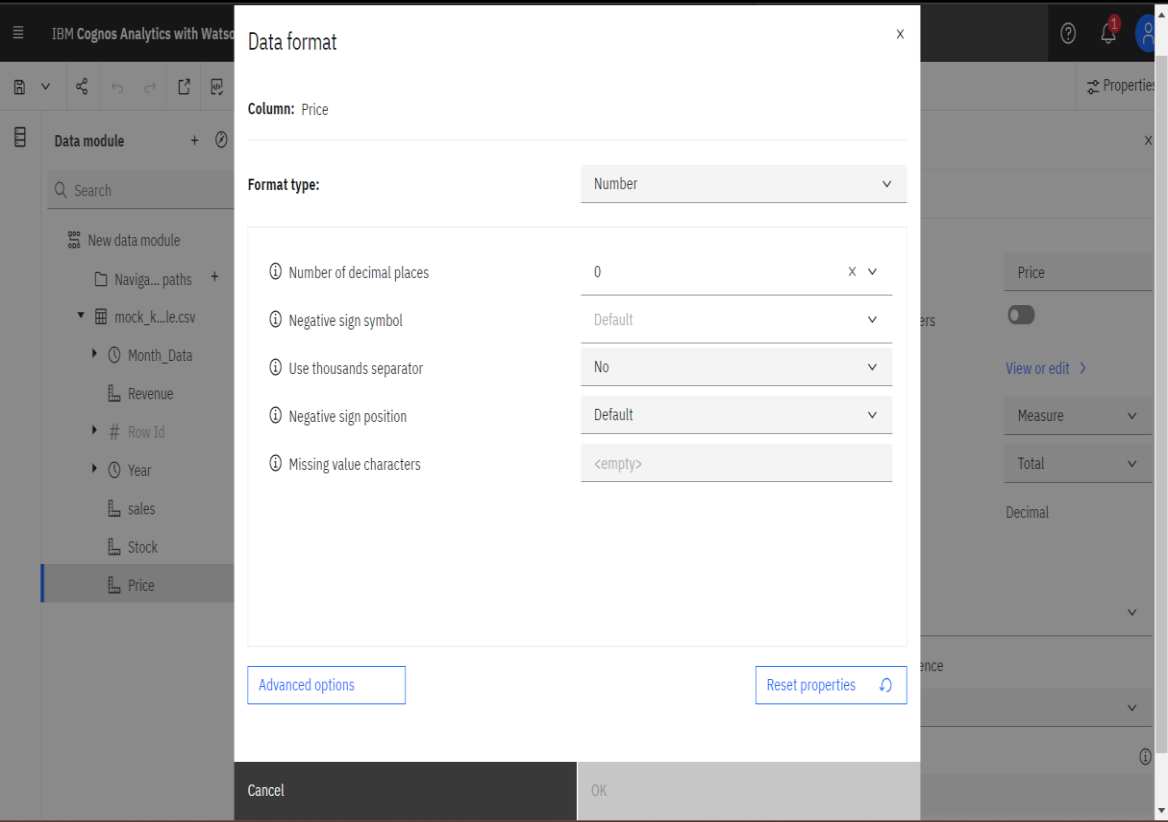 IBM Cognos Analytics with Watso
1
Data format
x
Column: Price
Properties
Data module
+
x
Search
Format type:
Number
New data module
Naviga... paths
+
mock_k...le.csv
Month_Data
Revenue
# Row Id
Year
sales
Stock
Price
Number of decimal places
0
x
Negative sign symbol
Default
Use thousands separator
No
Negative sign position
Default
Missing value characters
<empty>
Price
ers
View or edit
Measure
Total
Decimal
ence
Advanced options
Reset properties
Cancel
OK